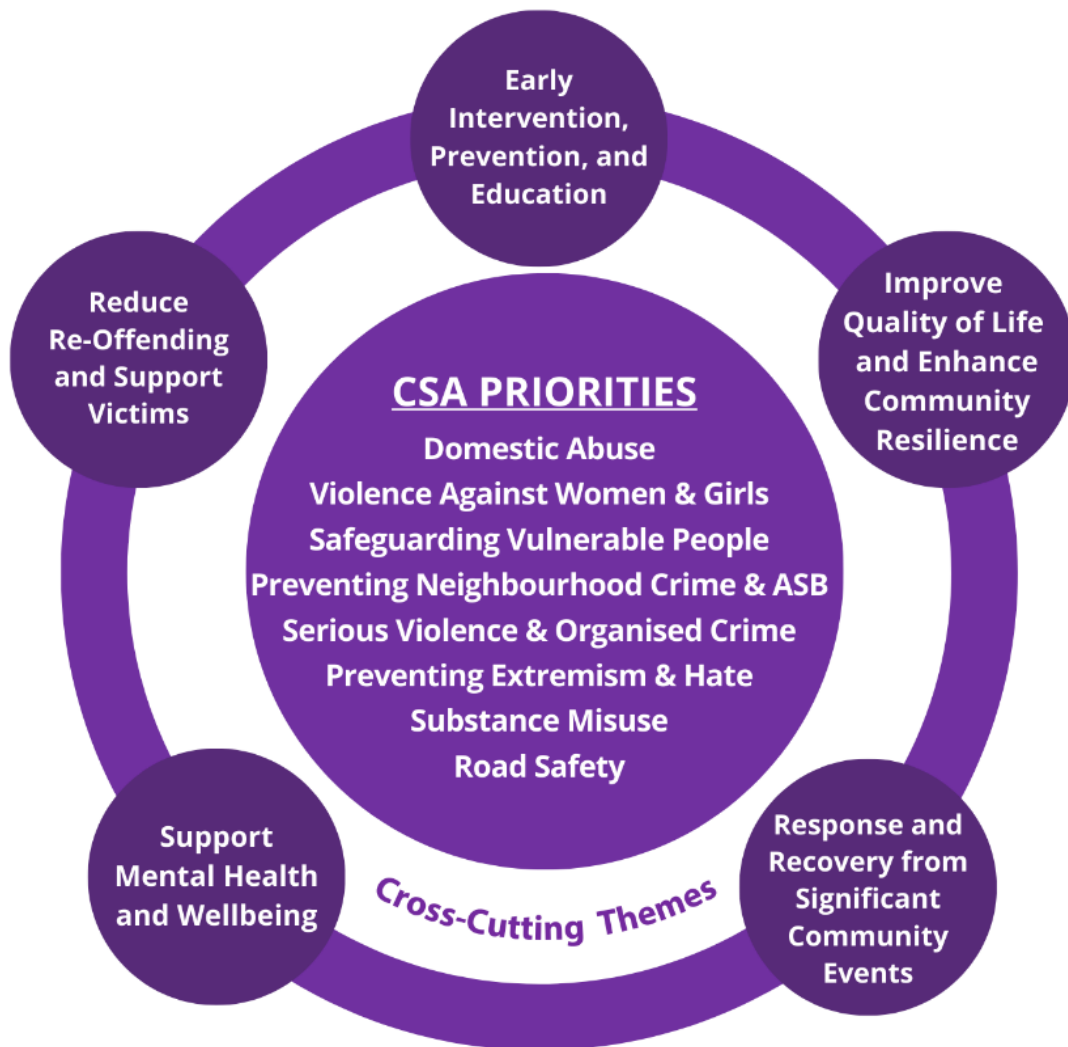 Early
Intervention,
Prevention, and
Education
Reduce
Re-Offending
and Support
Victims
Improve
Quality of Life
and Enhance
Community
Resilience
CSA PRIORITIES
Domestic Abuse
Violence Against Women & Girls
Safeguarding Vulnerable People
Preventing Neighbourhood Crime & ASB
Serious Violence & Organised Crime
Preventing Extremism & Hate
Substance Misuse
Road Safety
Support
Mental Health
and Wellbeing
Cross-Cutting Themes
Response and
Recovery from
Significant
Community
Events